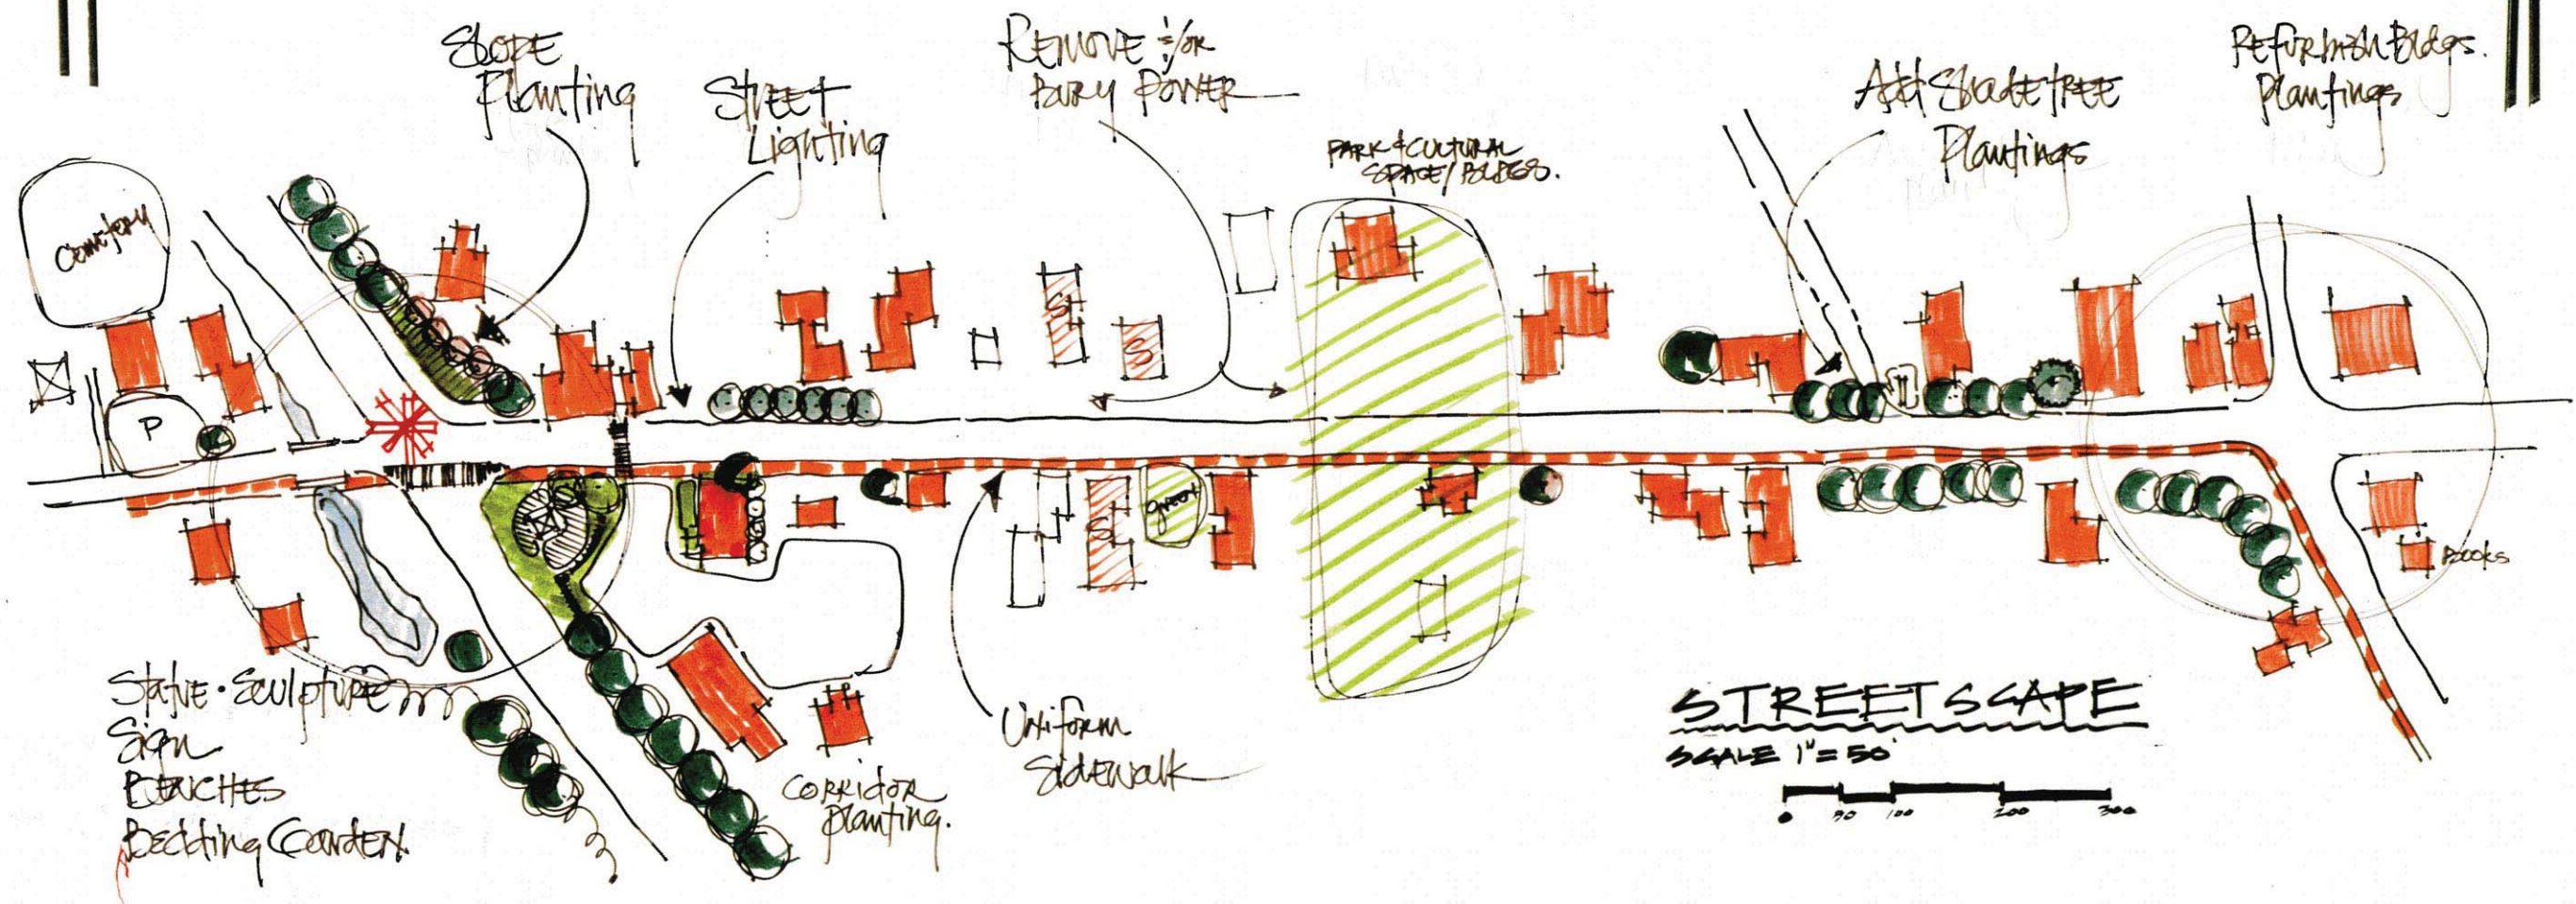 Slope
Planting
Street
Lighting
Remove &/or
Bury Power
Park & Cultural
Space/Bldgs.
Add Shade Tree
Plantings
Refurbish Bldgs.
Plantings
Cemetery
P
S
S
S
green
Books
Statue · Sculpture
Sign
Benches
Bedding Garden
Corridor
Planting.
Uniform
Sidewalk
STREETSCAPE
SCALE 1" = 50'
0 50 100 200 300